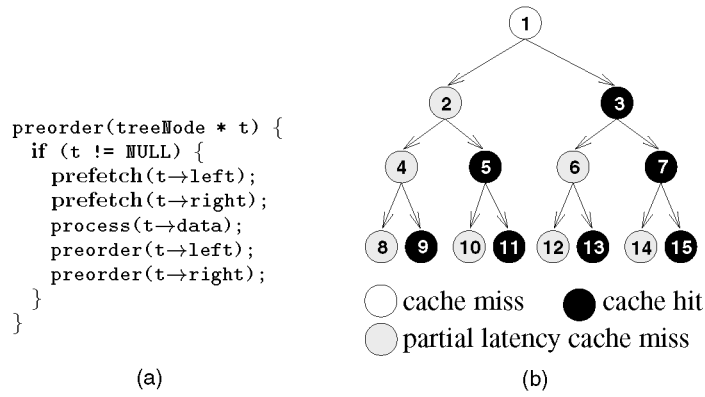 preorder(treeNode * t) {
if (t != NULL) {
prefetch(t→left);
prefetch(t→right);
process(t→data);
preorder(t→left);
preorder(t→right);
}
}
(a)
1
2 3
4 5 6 7
8 9 10 11 12 13 14 15
cache miss cache hit
partial latency cache miss
(b)